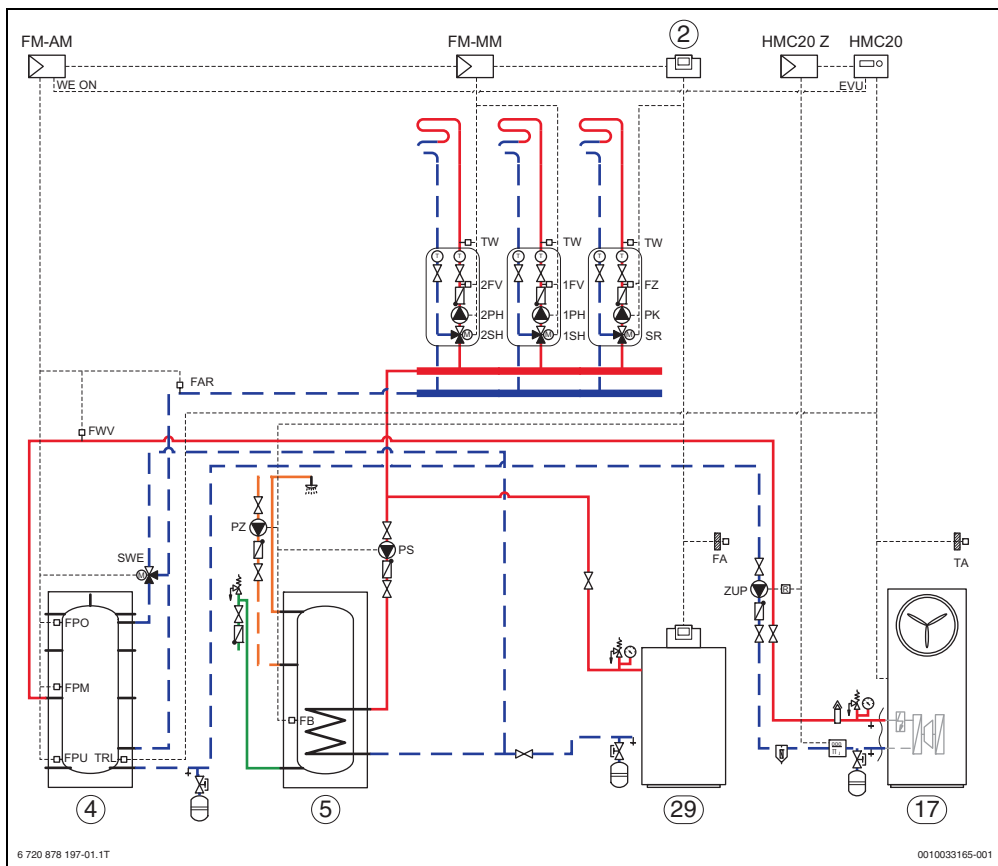 FM-AM
FM-MM
2
HMC20 Z
HMC20
WE ON
EVU
TW
TW
TW
T
T
T
T
T
T
2FV
1FV
FZ
2PH
1PH
PK
M
2SH
M
1SH
M
SR
FAR
FWV
PZ
PS
FA
TA
SWE
M
ZUP
R
FPO
FPM
FB
FPU
TRL
4
5
29
17
6 720 878 197-01.1T
0010033165-001